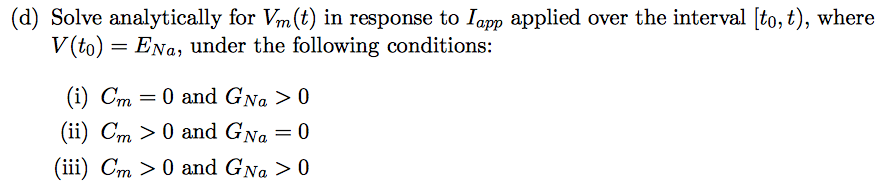 (d) Solve analytically for Vm(t) in response to Iapp applied over the interval [t0, t), where
V(t0) = ENa, under the following conditions:
(i) Cm = 0 and GNa > 0
(ii) Cm > 0 and GNa = 0
(iii) Cm > 0 and GNa > 0